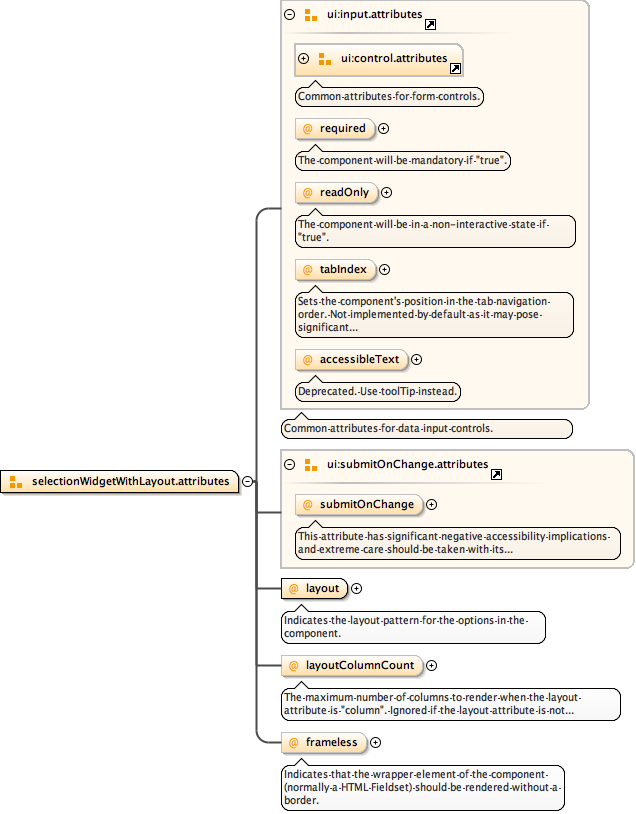 ui:input.attributes
ui:control.attributes
Common·attributes·for·form·controls.
@ required
The·component·will·be·mandatory·if·"true".
@ readOnly
The·component·will·be·in·a·non-interactive·state·if·
"true".
@ tabIndex
Sets·the·component's·position·in·the·tab·navigation·
order.·Not·implemented·by·default·as·it·may·pose·
significant...
@ accessibleText
Deprecated.·Use·toolTip·instead.
Common·attributes·for·data·input·controls.
selectionWidgetWithLayout.attributes
ui:submitOnChange.attributes
@ submitOnChange
This·attribute·has·significant·negative·accessibility·implications·
and·extreme·care·should·be·taken·with·its...
@ layout
Indicates·the·layout·pattern·for·the·options·in·the·
component.
@ layoutColumnCount
The·maximum·number·of·columns·to·render·when·the·layout·
attribute·is·"column".·Ignored·if·the·layout·attribute·is·not...
@ frameless
Indicates·that·the·wrapper·element·of·the·component·
(normally·a·HTML·Fieldset)·should·be·rendered·without·a·
border.